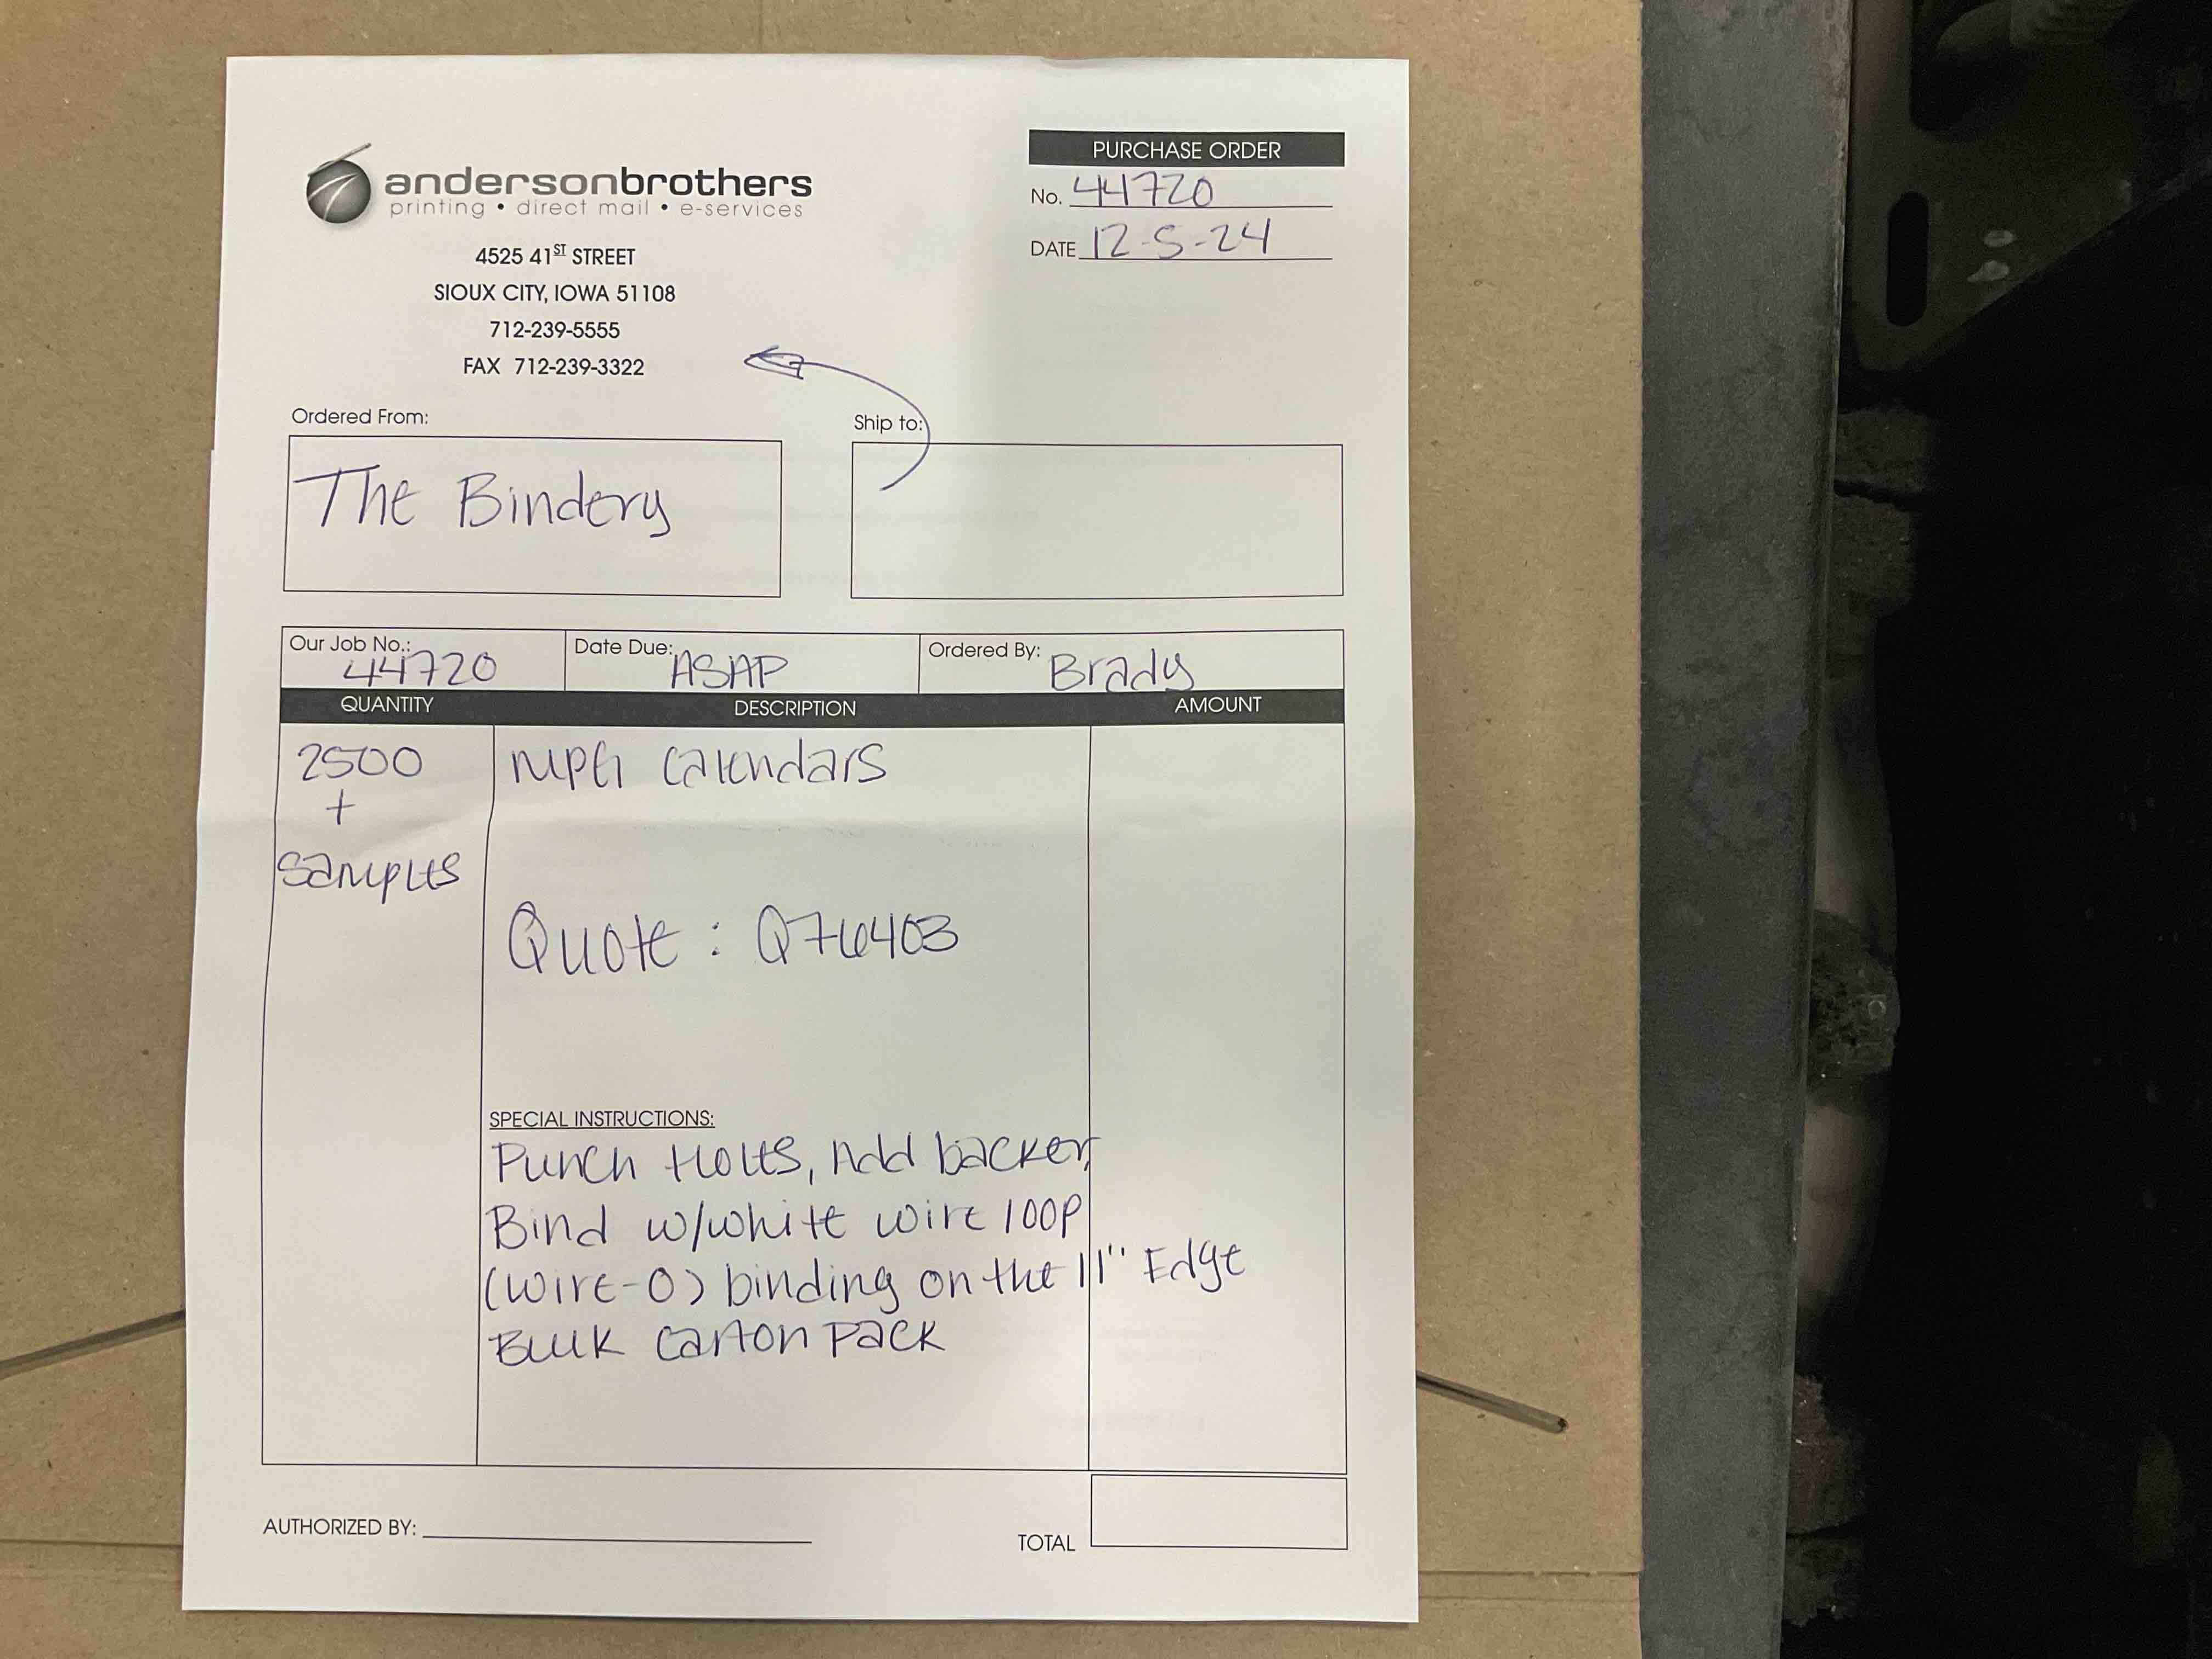 andersonbrothers
printing • direct mail • e-services
4525 41ST STREET
SIOUX CITY, IOWA 51108
712-239-5555
FAX 712-239-3322
PURCHASE ORDER
No. 44720
DATE 12-5-24
Ordered From:
The Bindery
Ship to:
Our Job No.: 44720
Date Due: ASAP
Ordered By: Brady
QUANTITY DESCRIPTION AMOUNT
2500 MPG Calendars
+
Samples
Quote: Q76403
SPECIAL INSTRUCTIONS:
Punch Holes, Add backer,
Bind w/white wire 100P
(wire-O) binding on the 11" Edge
Bulk Carton Pack
AUTHORIZED BY:
TOTAL